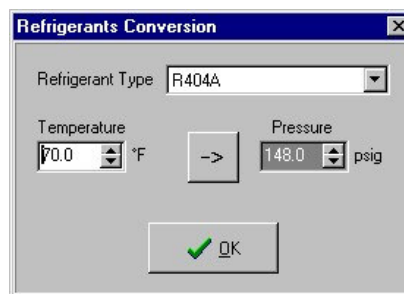 Refrigerants Conversion
Refrigerant Type R404A
Temperature Pressure
70.0 °F -> 148.0 psig
OK